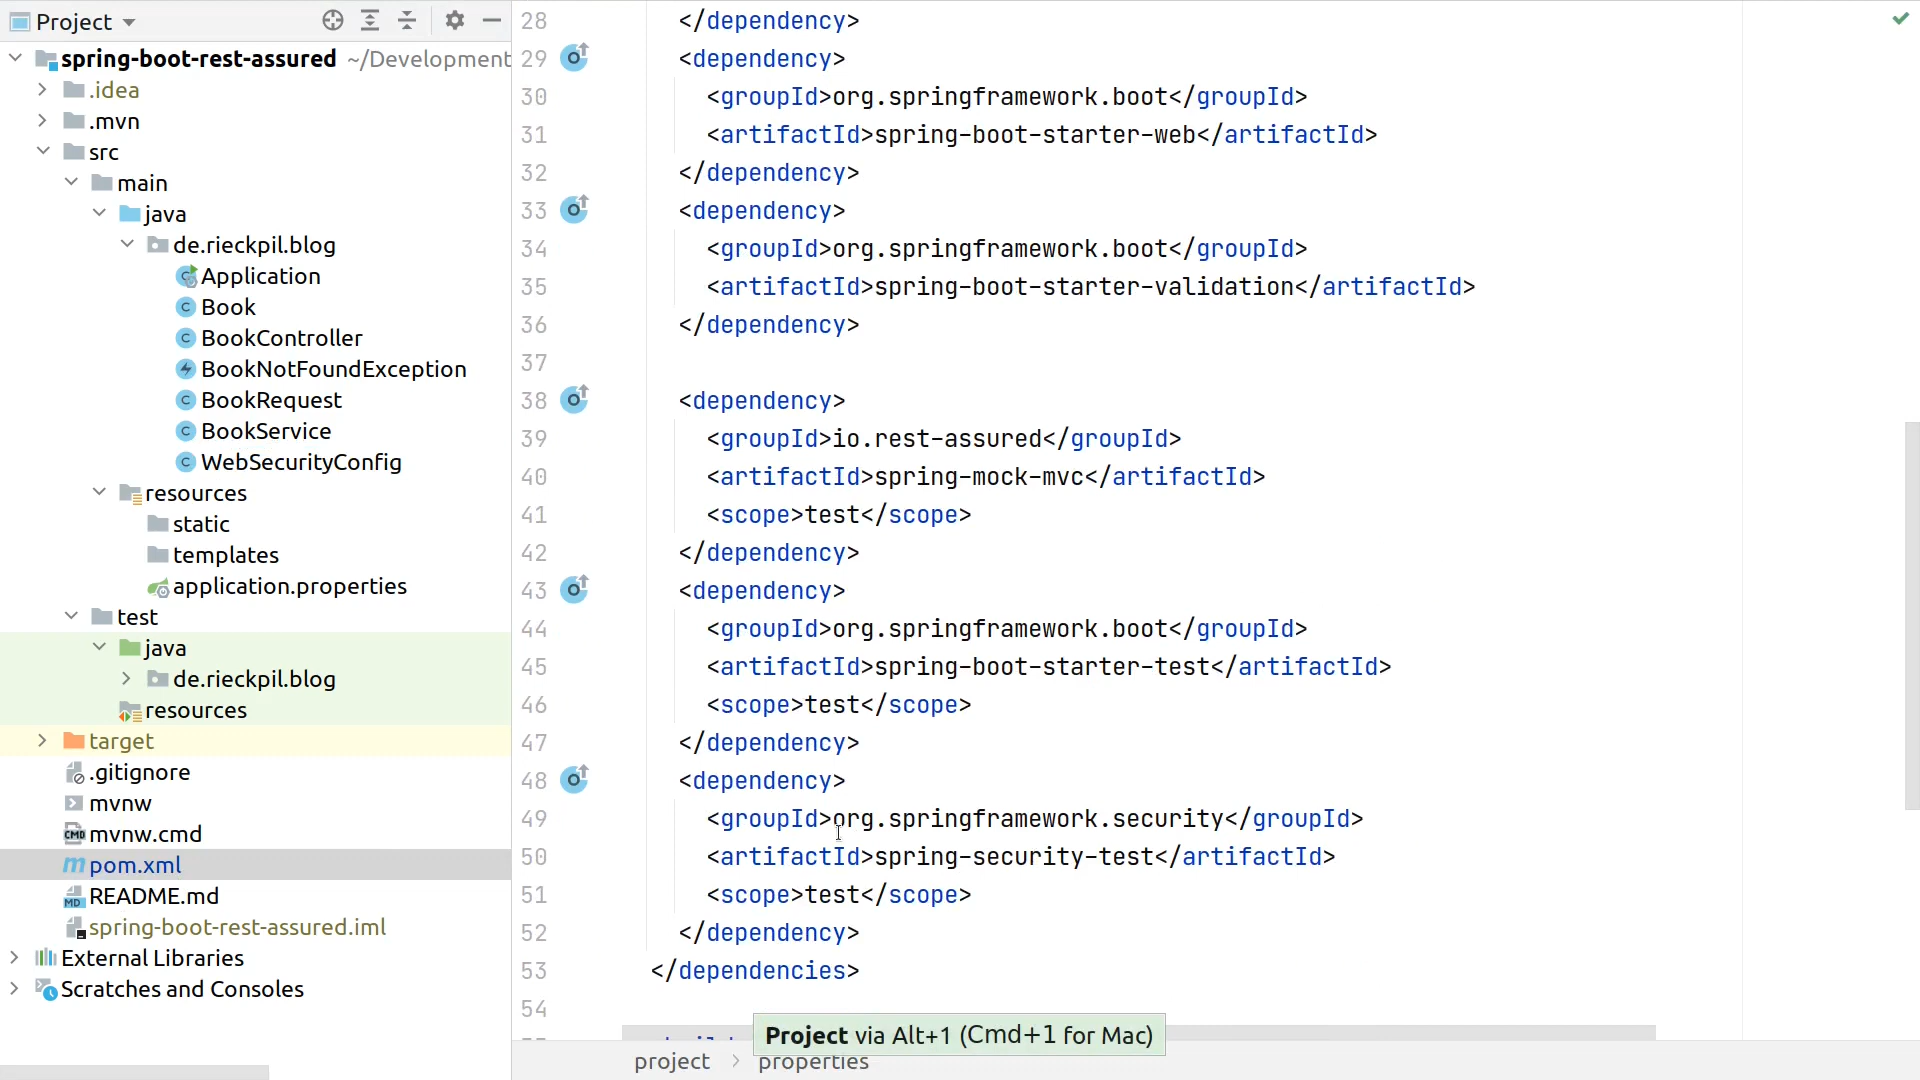 Project
spring-boot-rest-assured ~/Development
.idea
.mvn
src
main
java
de.rieckpil.blog
Application
Book
BookController
BookNotFoundException
BookRequest
BookService
WebSecurityConfig
resources
static
templates
application.properties
test
java
de.rieckpil.blog
resources
target
.gitignore
mvnw
mvnw.cmd
pom.xml
README.md
spring-boot-rest-assured.iml
External Libraries
Scratches and Consoles
28 </dependency>
29 <dependency>
30 <groupId>org.springframework.boot</groupId>
31 <artifactId>spring-boot-starter-web</artifactId>
32 </dependency>
33 <dependency>
34 <groupId>org.springframework.boot</groupId>
35 <artifactId>spring-boot-starter-validation</artifactId>
36 </dependency>
37
38 <dependency>
39 <groupId>io.rest-assured</groupId>
40 <artifactId>spring-mock-mvc</artifactId>
41 <scope>test</scope>
42 </dependency>
43 <dependency>
44 <groupId>org.springframework.boot</groupId>
45 <artifactId>spring-boot-starter-test</artifactId>
46 <scope>test</scope>
47 </dependency>
48 <dependency>
49 <groupId>org.springframework.security</groupId>
50 <artifactId>spring-security-test</artifactId>
51 <scope>test</scope>
52 </dependency>
53 </dependencies>
54
Project via Alt+1 (Cmd+1 for Mac)
project > properties